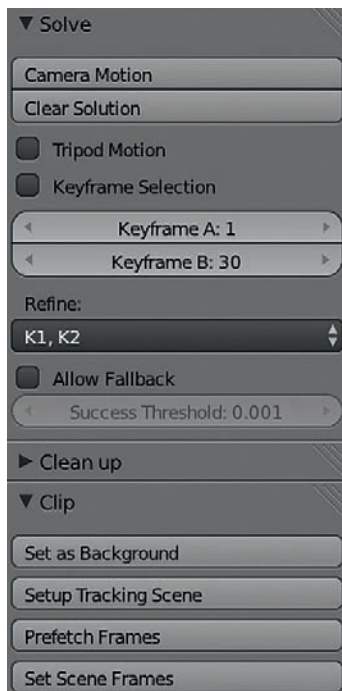 Solve
Camera Motion
Clear Solution
Tripod Motion
Keyframe Selection
Keyframe A: 1
Keyframe B: 30
Refine:
K1, K2
Allow Fallback
Success Threshold: 0.001
Clean up
Clip
Set as Background
Setup Tracking Scene
Prefetch Frames
Set Scene Frames